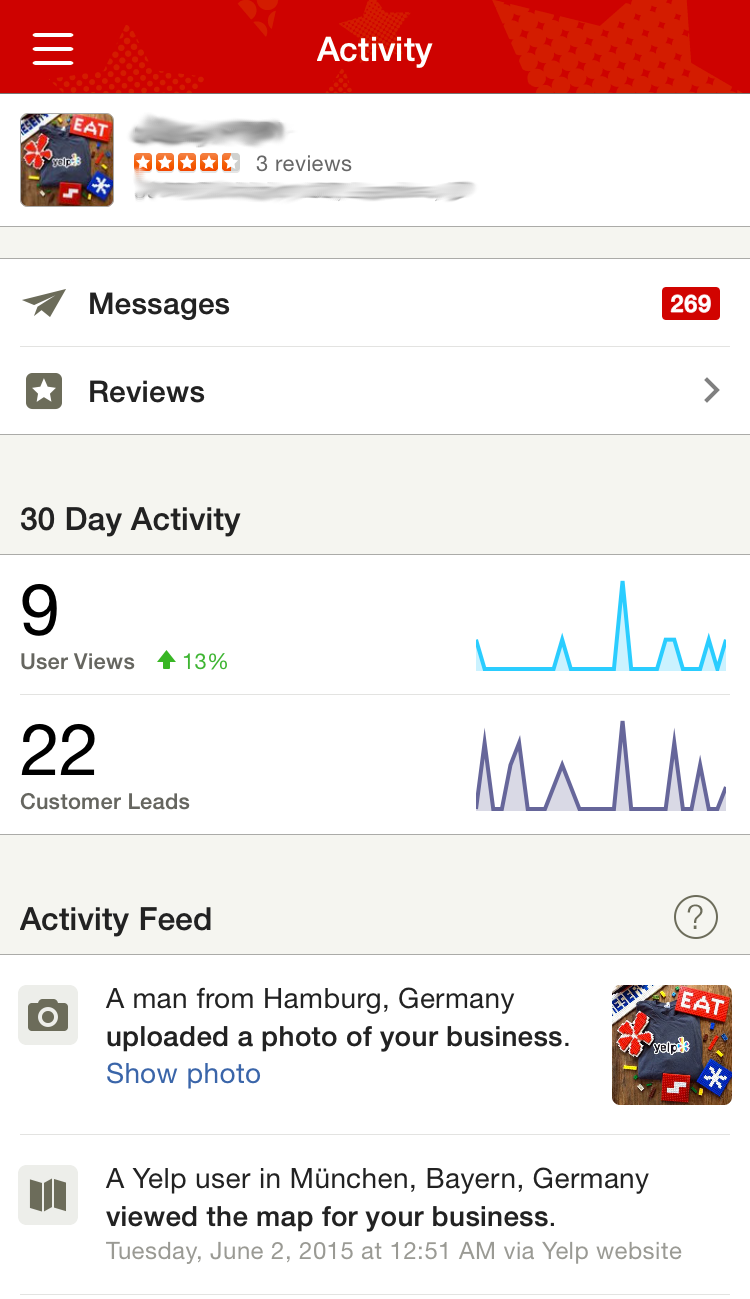 Activity
EAT
yelp
3 reviews
Messages
269
Reviews
30 Day Activity
9
User Views 13%
22
Customer Leads
Activity Feed
?
A man from Hamburg, Germany
uploaded a photo of your business.
Show photo
EAT
yelp
A Yelp user in München, Bayern, Germany
viewed the map for your business.
Tuesday, June 2, 2015 at 12:51 AM via Yelp website